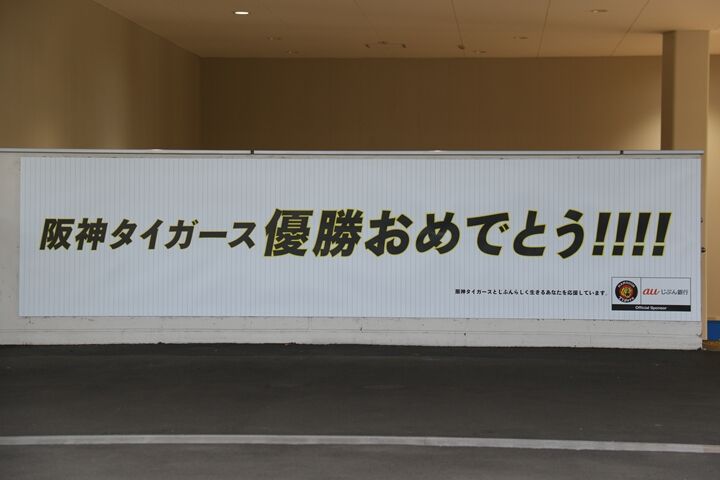 阪神タイガース優勝おめでとう!!!!
阪神タイガースとじぶんらしく生きるあなたを応援しています。
au じぶん銀行
Official Sponsor